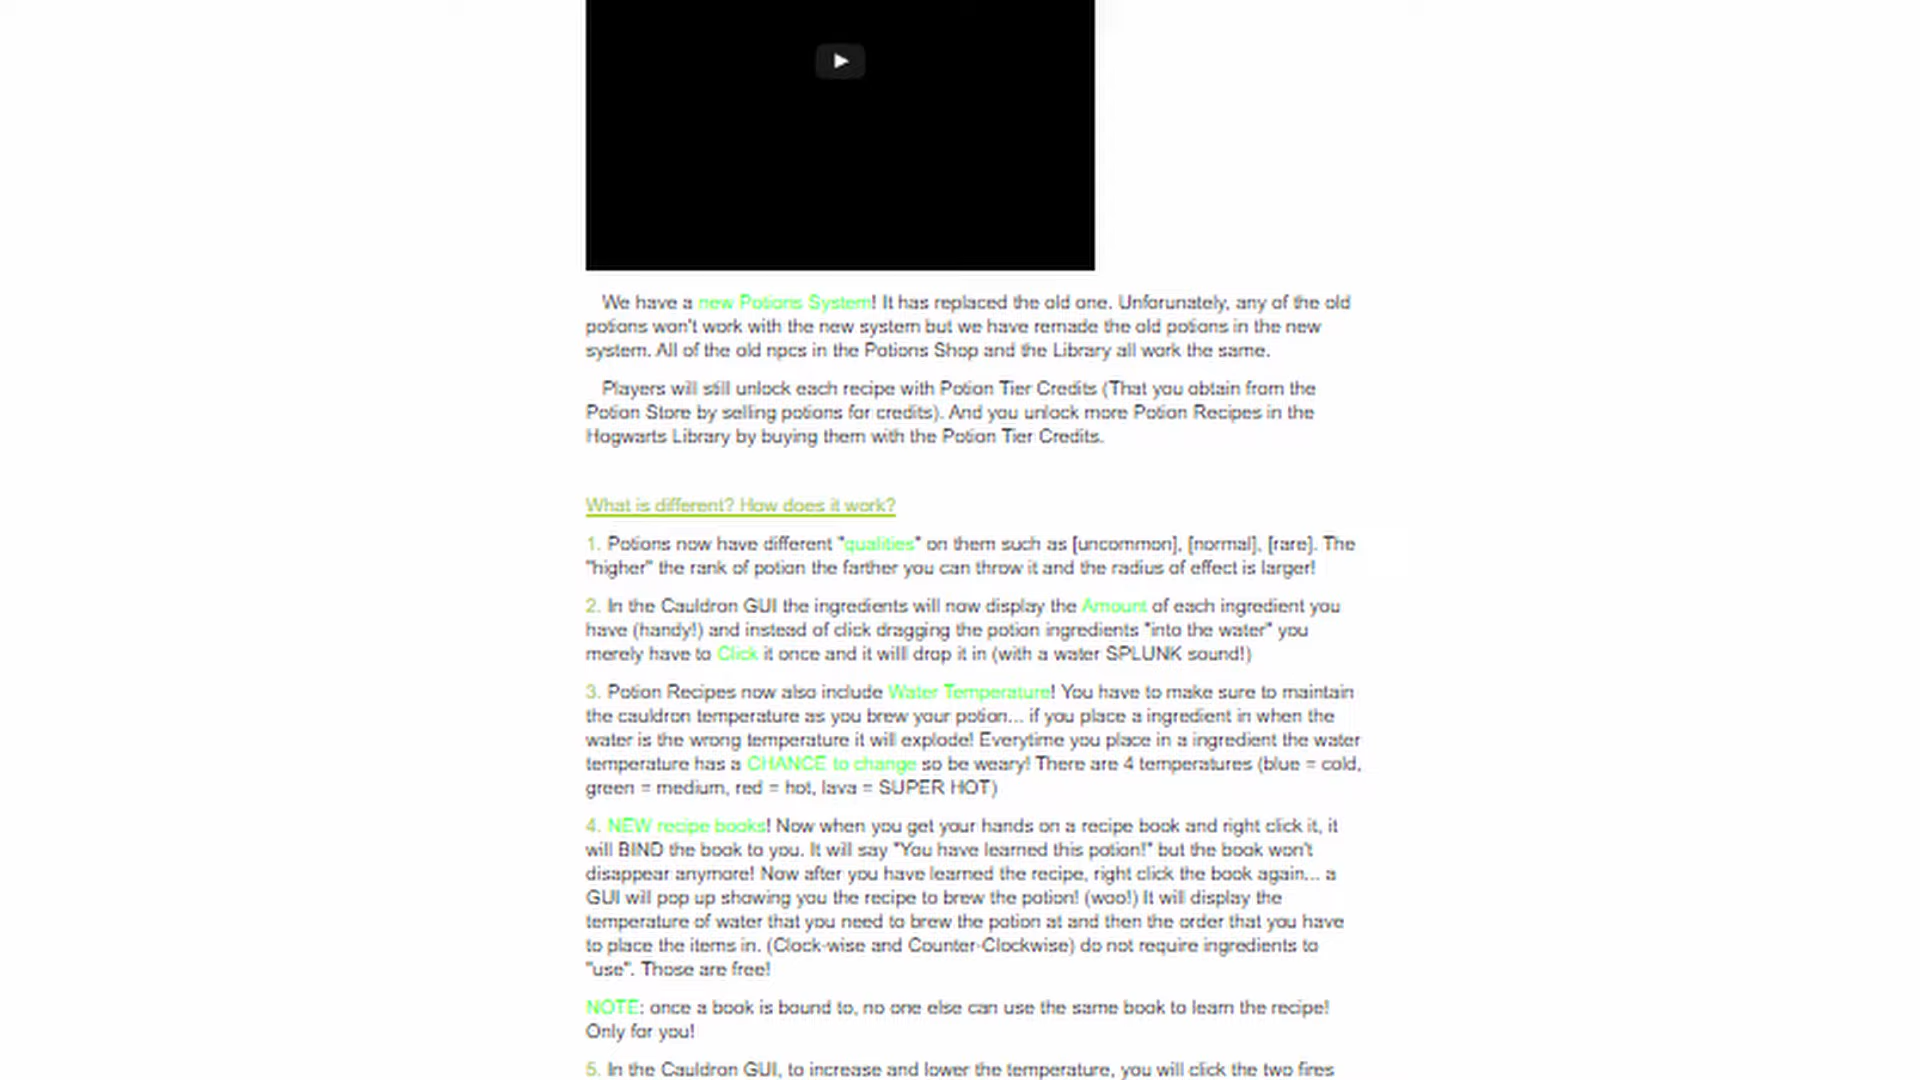 We have a new Potions System! It has replaced the old one. Unforunately, any of the old
potions won't work with the new system but we have remade the old potions in the new
system. All of the old npcs in the Potions Shop and the Library all work the same.
Players will still unlock each recipe with Potion Tier Credits (That you obtain from the
Potion Store by selling potions for credits). And you unlock more Potion Recipes in the
Hogwarts Library by buying them with the Potion Tier Credits.
What is different? How does it work?
1. Potions now have different "qualities" on them such as [uncommon], [normal], [rare]. The
"higher" the rank of potion the farther you can throw it and the radius of effect is larger!
2. In the Cauldron GUI the ingredients will now display the Amount of each ingredient you
have (handy!) and instead of click dragging the potion ingredients "into the water" you
merely have to Click it once and it will drop it in (with a water SPLUNK sound!)
3. Potion Recipes now also include Water Temperature! You have to make sure to maintain
the cauldron temperature as you brew your potion... if you place a ingredient in when the
water is the wrong temperature it will explode! Everytime you place in a ingredient the water
temperature has a CHANCE to change so be weary! There are 4 temperatures (blue = cold,
green = medium, red = hot, lava = SUPER HOT)
4. NEW recipe books! Now when you get your hands on a recipe book and right click it, it
will BIND the book to you. It will say "You have learned this potion!" but the book won't
disappear anymore! Now after you have learned the recipe, right click the book again... a
GUI will pop up showing you the recipe to brew the potion! (woo!) It will display the
temperature of water that you need to brew the potion at and then the order that you have
to place the items in. (Clock-wise and Counter-Clockwise) do not require ingredients to
"use". Those are free!
NOTE: once a book is bound to, no one else can use the same book to learn the recipe!
Only for you!
5. In the Cauldron GUI, to increase and lower the temperature, you will click the two fires